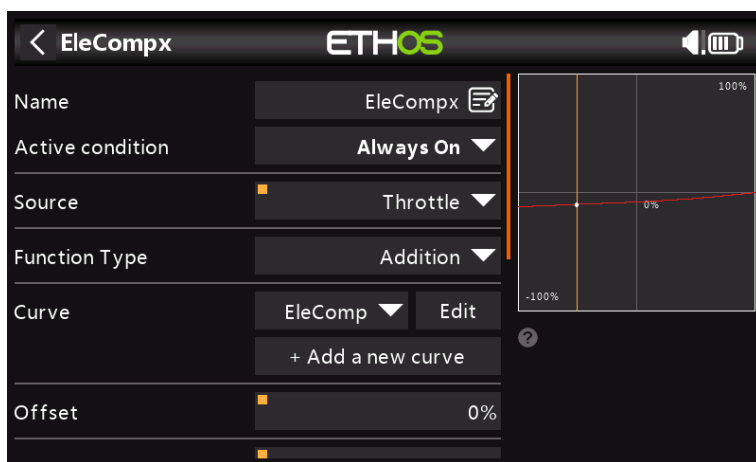 EleCompx
ETHOS
Name
EleCompx
Active condition
Always On
Source
Throttle
Function Type
Addition
Curve
EleComp
Edit
+ Add a new curve
Offset
0%
100%
0%
-100%
?